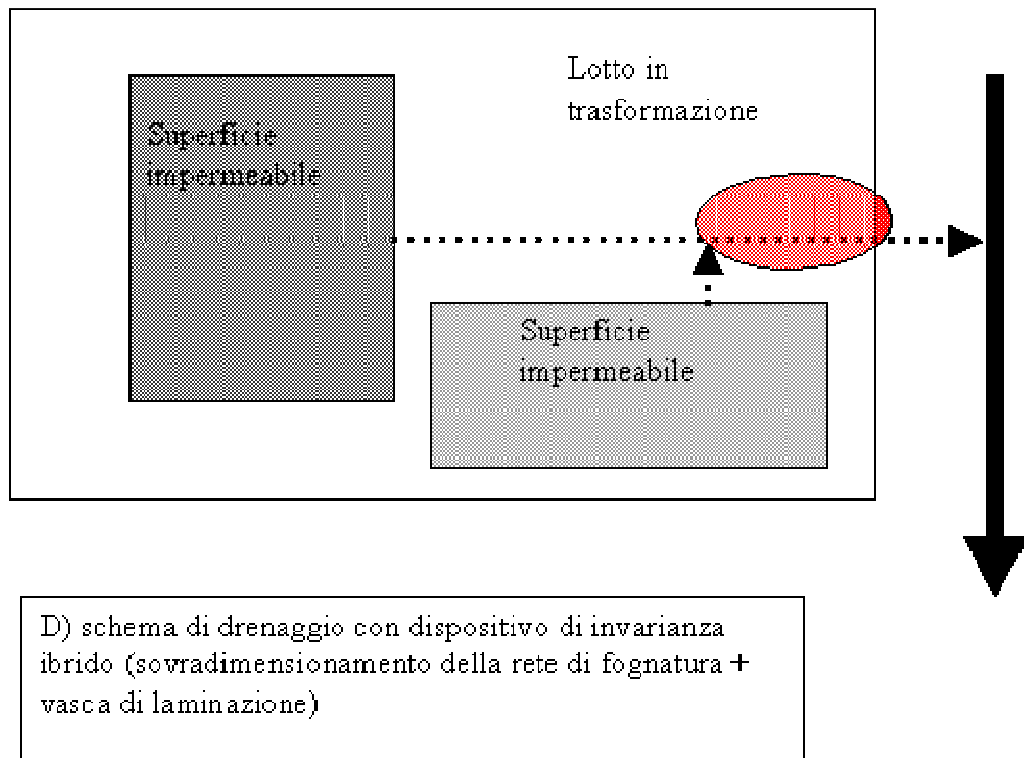 Lotto in
trasformazione
Superficie
impermeabile
Superficie
impermeabile
D) schema di drenaggio con dispositivo di invarianza
ibrido (sovradimensionamento della rete di fognatura +
vasca di laminazione)